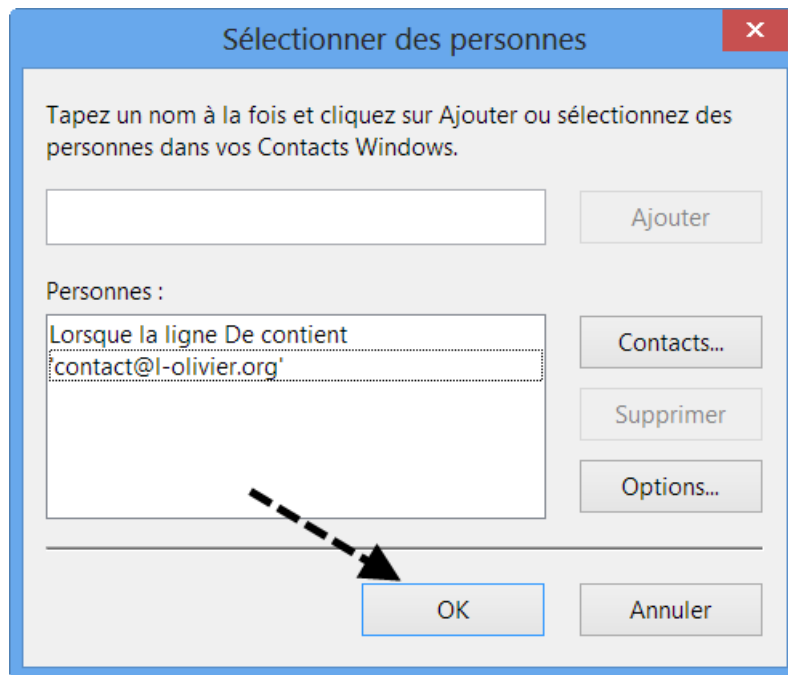 Sélectionner des personnes
Tapez un nom à la fois et cliquez sur Ajouter ou sélectionnez des
personnes dans vos Contacts Windows.
Ajouter
Personnes :
Lorsque la ligne De contient
'contact@l-olivier.org'
Contacts...
Supprimer
Options...
OK
Annuler